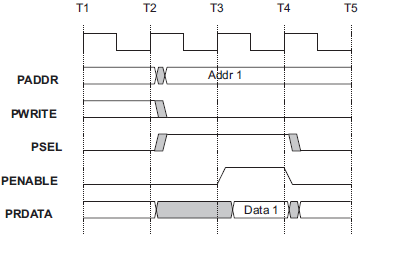 T1 T2 T3 T4 T5
PADDR Addr 1
PWRITE
PSEL
PENABLE
PRDATA Data 1